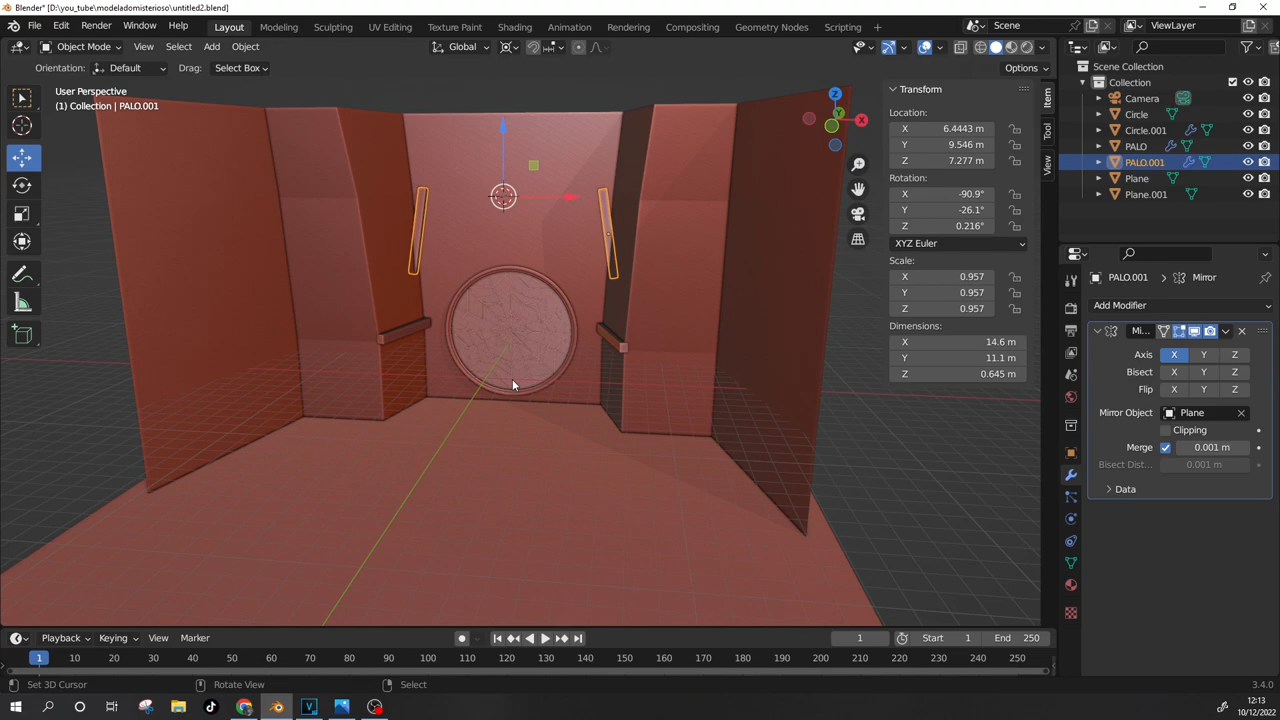 Blender* [D:\you_tube\modeladomisterioso\untitled2.blend]
File Edit Render Window Help Layout Modeling Sculpting UV Editing Texture Paint Shading Animation Rendering Compositing Geometry Nodes Scripting Scene ViewLayer
Object Mode View Select Add Object Global
Orientation: Default Drag: Select Box Options
User Perspective
(1) Collection | PALO.001
Z
Y
X
Item
Tool
View
Transform
Location:
X 6.4443 m
Y 9.546 m
Z 7.277 m
Rotation:
X -90.9°
Y -26.1°
Z 0.216°
XYZ Euler
Scale:
X 0.957
Y 0.957
Z 0.957
Dimensions:
X 14.6 m
Y 11.1 m
Z 0.645 m
Scene Collection
Collection
Camera
Circle
Circle.001
PALO
PALO.001
Plane
Plane.001
PALO.001 > Mirror
Add Modifier
Mi...
Axis X Y Z
Bisect X Y Z
Flip X Y Z
Mirror Object Plane
Clipping
Merge 0.001 m
Bisect Dist... 0.001 m
Data
Playback Keying View Marker 1 Start 1 End 250
1 10 20 30 40 50 60 70 80 90 100 110 120 130 140 150 160 170 180 190 200 210 220 230 240 250
Set 3D Cursor Rotate View Select 3.4.0
12:13
10/12/2022